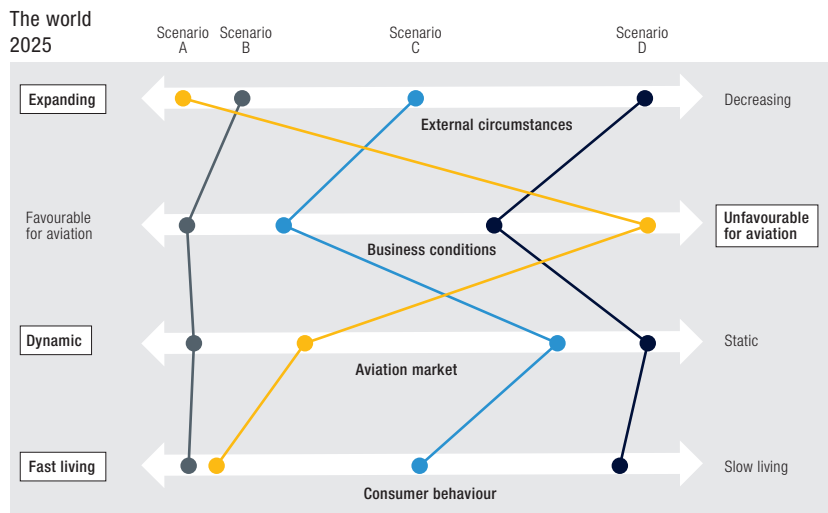 The world
2025
Scenario
A
Scenario
B
Scenario
C
Scenario
D
Expanding
Decreasing
External circumstances
Favourable
for aviation
Unfavourable
for aviation
Business conditions
Dynamic
Static
Aviation market
Fast living
Slow living
Consumer behaviour